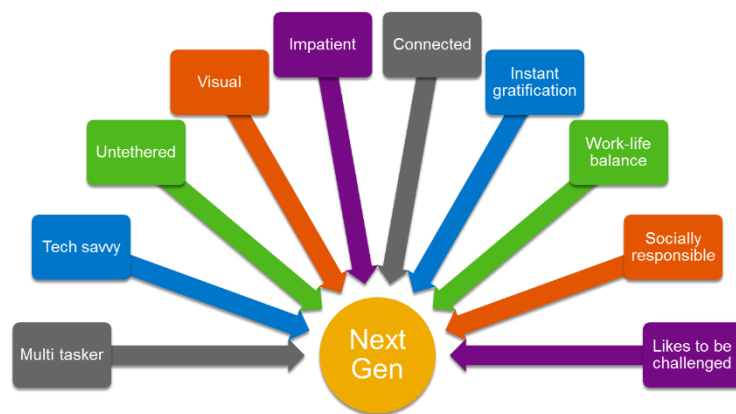 Impatient
Connected
Visual
Instant
gratification
Untethered
Work-life
balance
Tech savvy
Socially
responsible
Multi tasker
Next
Gen
Likes to be
challenged